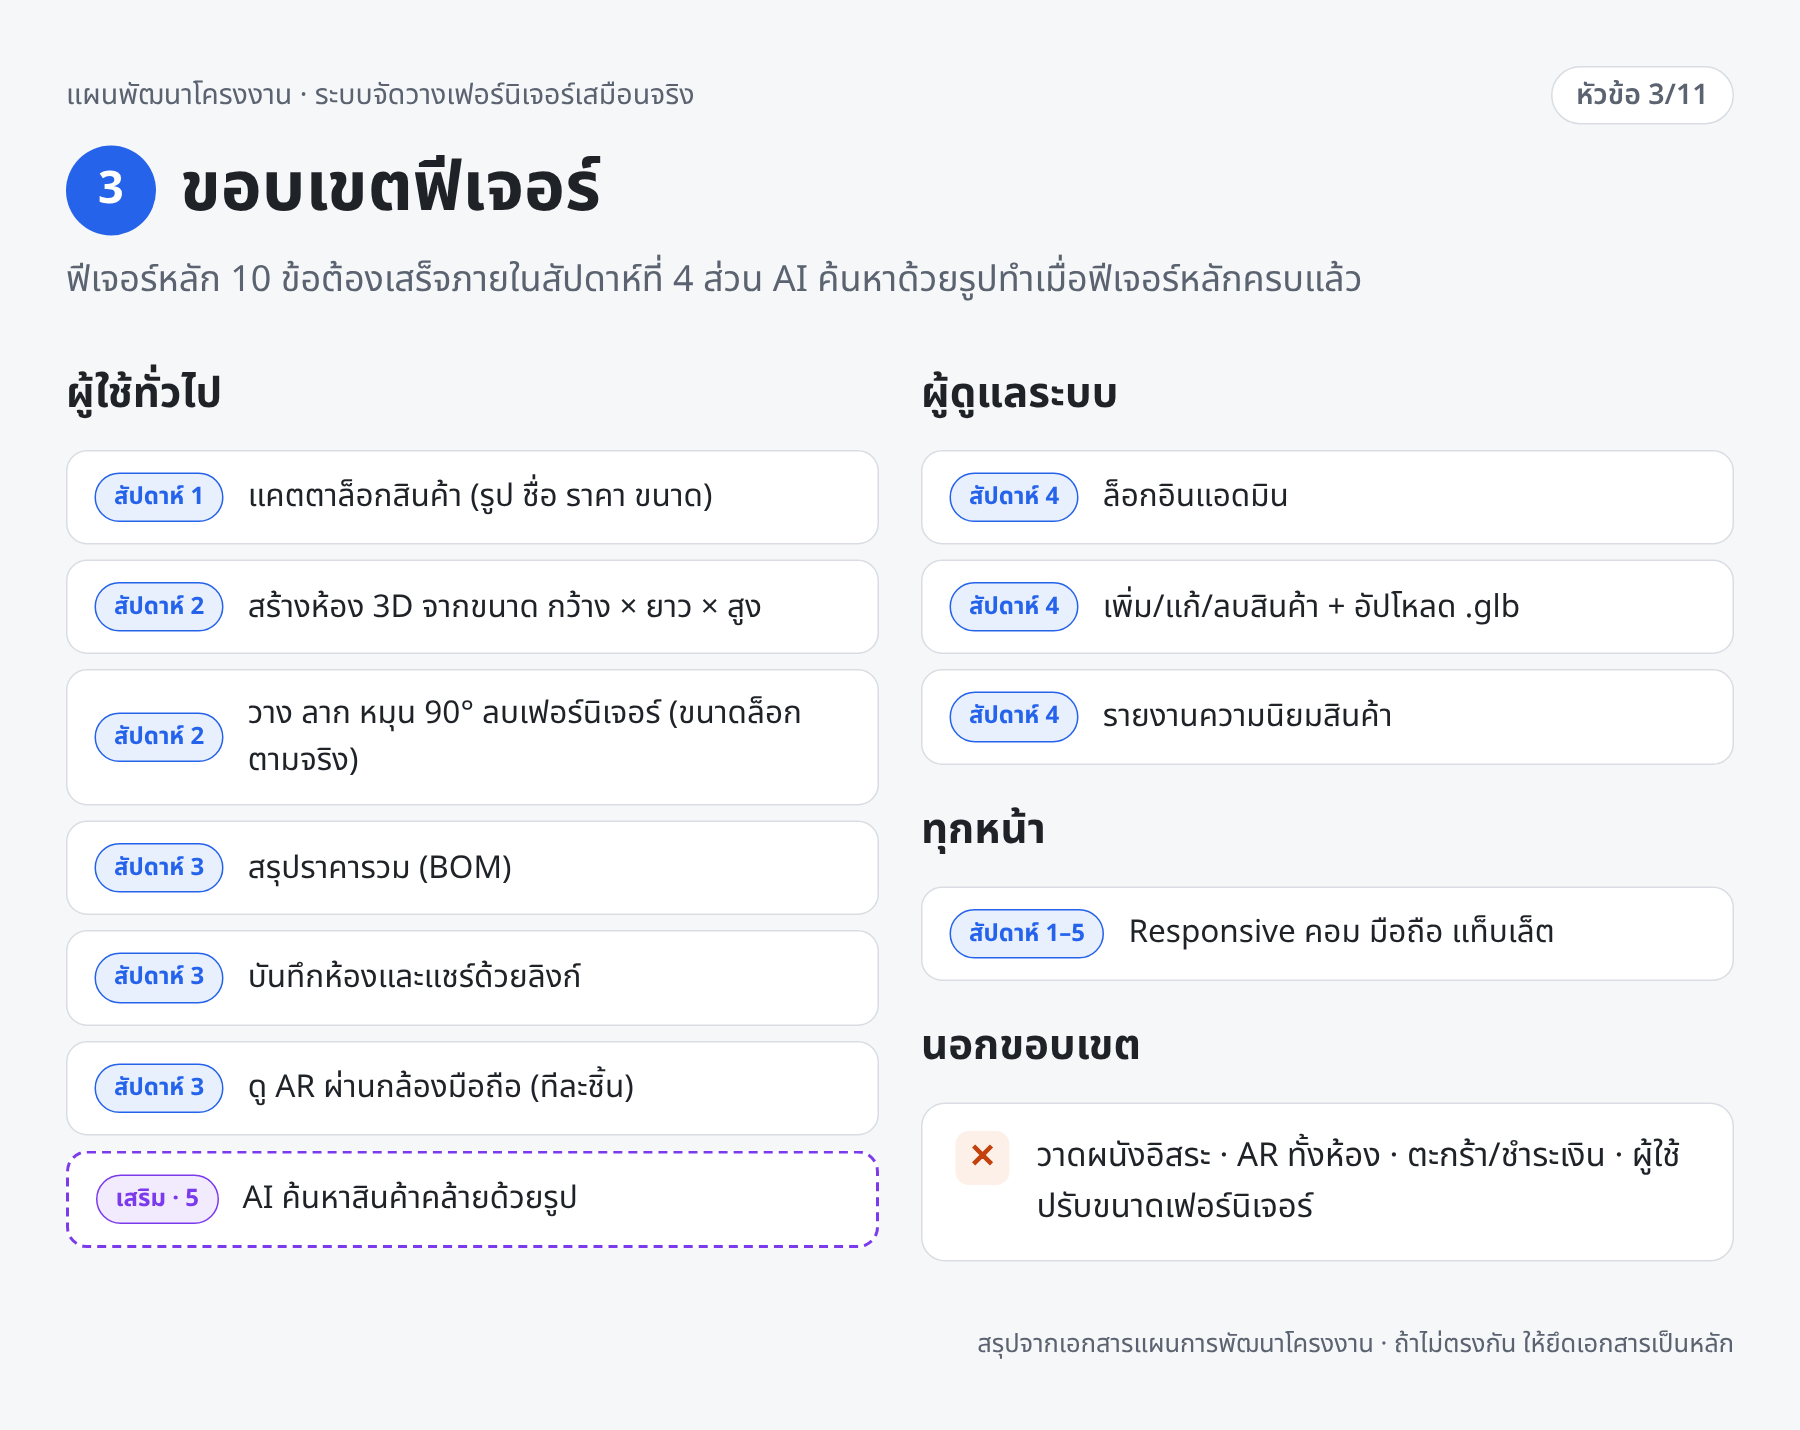 แผนพัฒนาโครงงาน · ระบบจัดวางเฟอร์นิเจอร์เสมือนจริง
หัวข้อ 3/11
3 ขอบเขตฟีเจอร์
ฟีเจอร์หลัก 10 ข้อต้องเสร็จภายในสัปดาห์ที่ 4 ส่วน AI ค้นหาด้วยรูปทำเมื่อฟีเจอร์หลักครบแล้ว
ผู้ใช้ทั่วไป
สัปดาห์ 1 แคตตาล็อกสินค้า (รูป ชื่อ ราคา ขนาด)
สัปดาห์ 2 สร้างห้อง 3D จากขนาด กว้าง × ยาว × สูง
สัปดาห์ 2 วาง ลาก หมุน 90° ลบเฟอร์นิเจอร์ (ขนาดล็อก
ตามจริง)
สัปดาห์ 3 สรุปราคารวม (BOM)
สัปดาห์ 3 บันทึกห้องและแชร์ด้วยลิงก์
สัปดาห์ 3 ดู AR ผ่านกล้องมือถือ (ทีละชิ้น)
เสริม · 5 AI ค้นหาสินค้าคล้ายด้วยรูป
ผู้ดูแลระบบ
สัปดาห์ 4 ล็อกอินแอดมิน
สัปดาห์ 4 เพิ่ม/แก้/ลบสินค้า + อัปโหลด .glb
สัปดาห์ 4 รายงานความนิยมสินค้า
ทุกหน้า
สัปดาห์ 1–5 Responsive คอม มือถือ แท็บเล็ต
นอกขอบเขต
✕ วาดผนังอิสระ · AR ทั้งห้อง · ตะกร้า/ชำระเงิน · ผู้ใช้
ปรับขนาดเฟอร์นิเจอร์
สรุปจากเอกสารแผนการพัฒนาโครงงาน · ถ้าไม่ตรงกัน ให้ยึดเอกสารเป็นหลัก